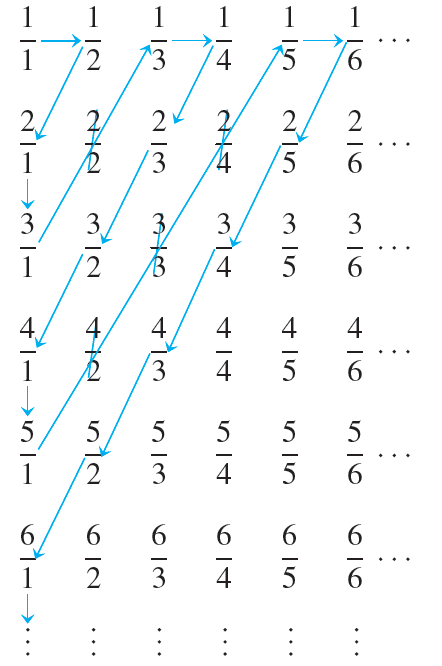 1/1 1/2 1/3 1/4 1/5 1/6 ...
2/1 2/2 2/3 2/4 2/5 2/6 ...
3/1 3/2 3/3 3/4 3/5 3/6 ...
4/1 4/2 4/3 4/4 4/5 4/6 ...
5/1 5/2 5/3 5/4 5/5 5/6 ...
6/1 6/2 6/3 6/4 6/5 6/6 ...
⋮ ⋮ ⋮ ⋮ ⋮ ⋮